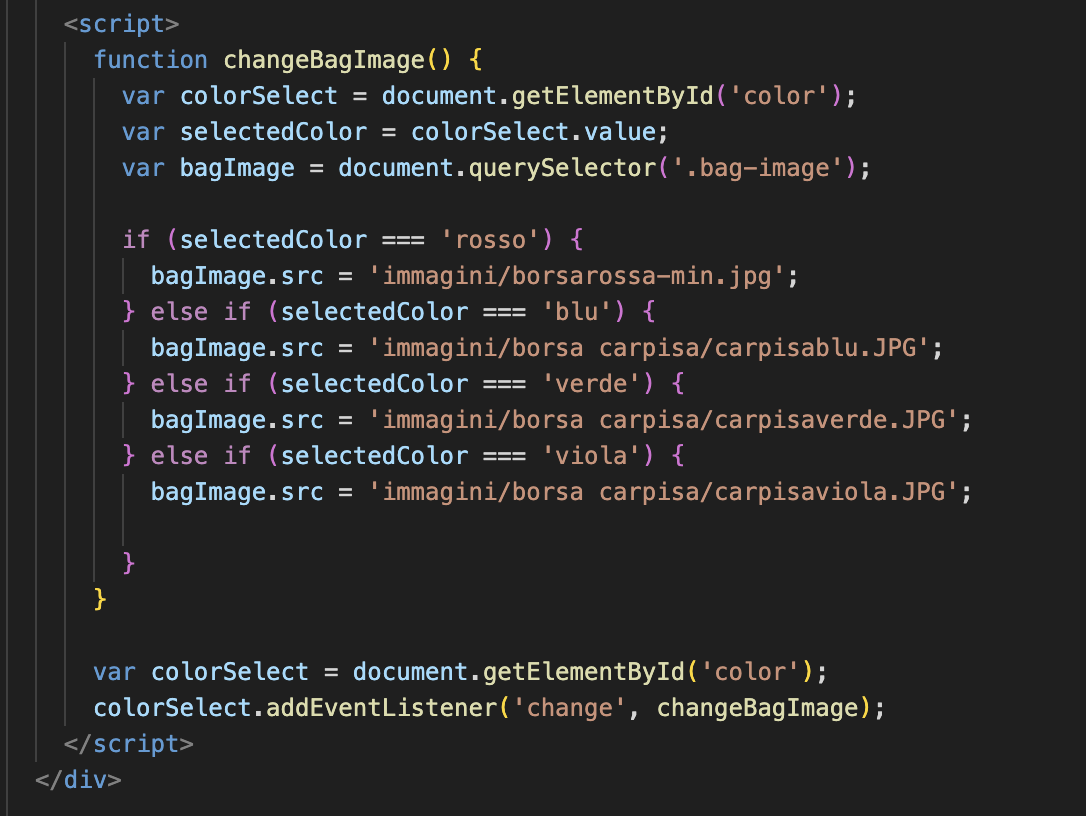 <script>
function changeBagImage() {
var colorSelect = document.getElementById('color');
var selectedColor = colorSelect.value;
var bagImage = document.querySelector('.bag-image');
if (selectedColor === 'rosso') {
bagImage.src = 'immagini/borsarossa-min.jpg';
} else if (selectedColor === 'blu') {
bagImage.src = 'immagini/borsa carpisa/carpisablu.JPG';
} else if (selectedColor === 'verde') {
bagImage.src = 'immagini/borsa carpisa/carpisaverde.JPG';
} else if (selectedColor === 'viola') {
bagImage.src = 'immagini/borsa carpisa/carpisaviola.JPG';
}
}
var colorSelect = document.getElementById('color');
colorSelect.addEventListener('change', changeBagImage);
</script>
</div>